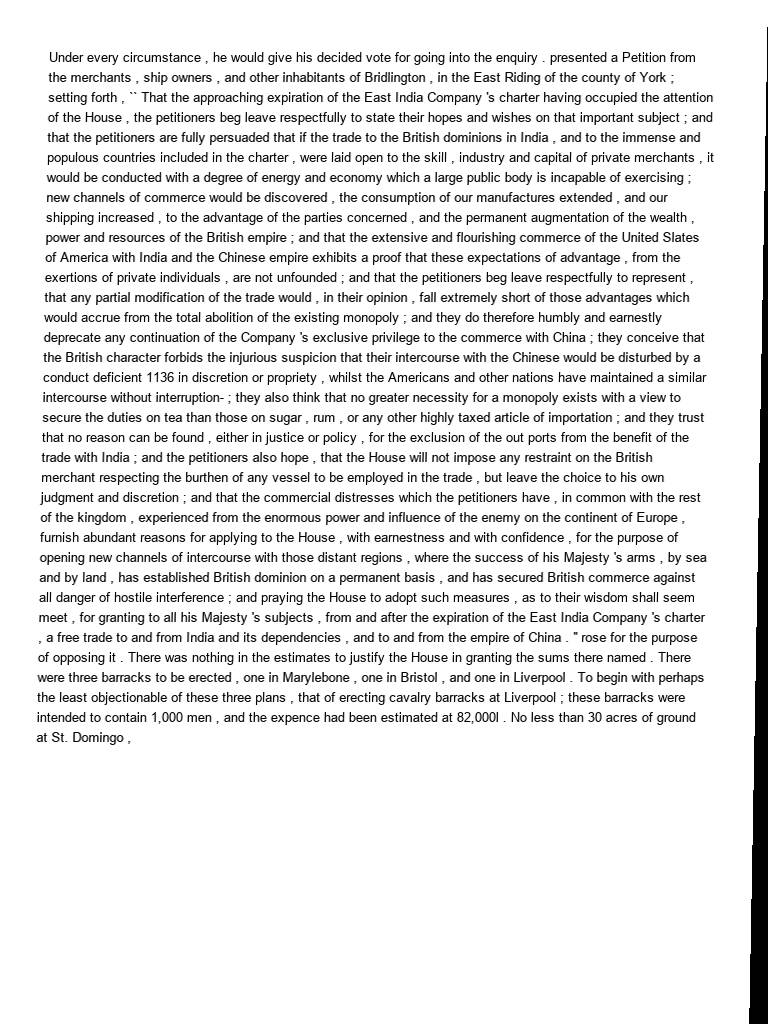 Under every circumstance , he would give his decided vote for going into the enquiry . presented a Petition from
the merchants , ship owners , and other inhabitants of Bridlington , in the East Riding of the county of York ;
setting forth , `` That the approaching expiration of the East India Company 's charter having occupied the attention
of the House , the petitioners beg leave respectfully to state their hopes and wishes on that important subject ; and
that the petitioners are fully persuaded that if the trade to the British dominions in India , and to the immense and
populous countries included in the charter , were laid open to the skill , industry and capital of private merchants , it
would be conducted with a degree of energy and economy which a large public body is incapable of exercising ;
new channels of commerce would be discovered , the consumption of our manufactures extended , and our
shipping increased , to the advantage of the parties concerned , and the permanent augmentation of the wealth ,
power and resources of the British empire ; and that the extensive and flourishing commerce of the United Slates
of America with India and the Chinese empire exhibits a proof that these expectations of advantage , from the
exertions of private individuals , are not unfounded ; and that the petitioners beg leave respectfully to represent ,
that any partial modification of the trade would , in their opinion , fall extremely short of those advantages which
would accrue from the total abolition of the existing monopoly ; and they do therefore humbly and earnestly
deprecate any continuation of the Company 's exclusive privilege to the commerce with China ; they conceive that
the British character forbids the injurious suspicion that their intercourse with the Chinese would be disturbed by a
conduct deficient 1136 in discretion or propriety , whilst the Americans and other nations have maintained a similar
intercourse without interruption- ; they also think that no greater necessity for a monopoly exists with a view to
secure the duties on tea than those on sugar , rum , or any other highly taxed article of importation ; and they trust
that no reason can be found , either in justice or policy , for the exclusion of the out ports from the benefit of the
trade with India ; and the petitioners also hope , that the House will not impose any restraint on the British
merchant respecting the burthen of any vessel to be employed in the trade , but leave the choice to his own
judgment and discretion ; and that the commercial distresses which the petitioners have , in common with the rest
of the kingdom , experienced from the enormous power and influence of the enemy on the continent of Europe ,
furnish abundant reasons for applying to the House , with earnestness and with confidence , for the purpose of
opening new channels of intercourse with those distant regions , where the success of his Majesty 's arms , by sea
and by land , has established British dominion on a permanent basis , and has secured British commerce against
all danger of hostile interference ; and praying the House to adopt such measures , as to their wisdom shall seem
meet , for granting to all his Majesty 's subjects , from and after the expiration of the East India Company 's charter
, a free trade to and from India and its dependencies , and to and from the empire of China . " rose for the purpose
of opposing it . There was nothing in the estimates to justify the House in granting the sums there named . There
were three barracks to be erected , one in Marylebone , one in Bristol , and one in Liverpool . To begin with perhaps
the least objectionable of these three plans , that of erecting cavalry barracks at Liverpool ; these barracks were
intended to contain 1,000 men , and the expence had been estimated at 82,000l . No less than 30 acres of ground
at St. Domingo ,